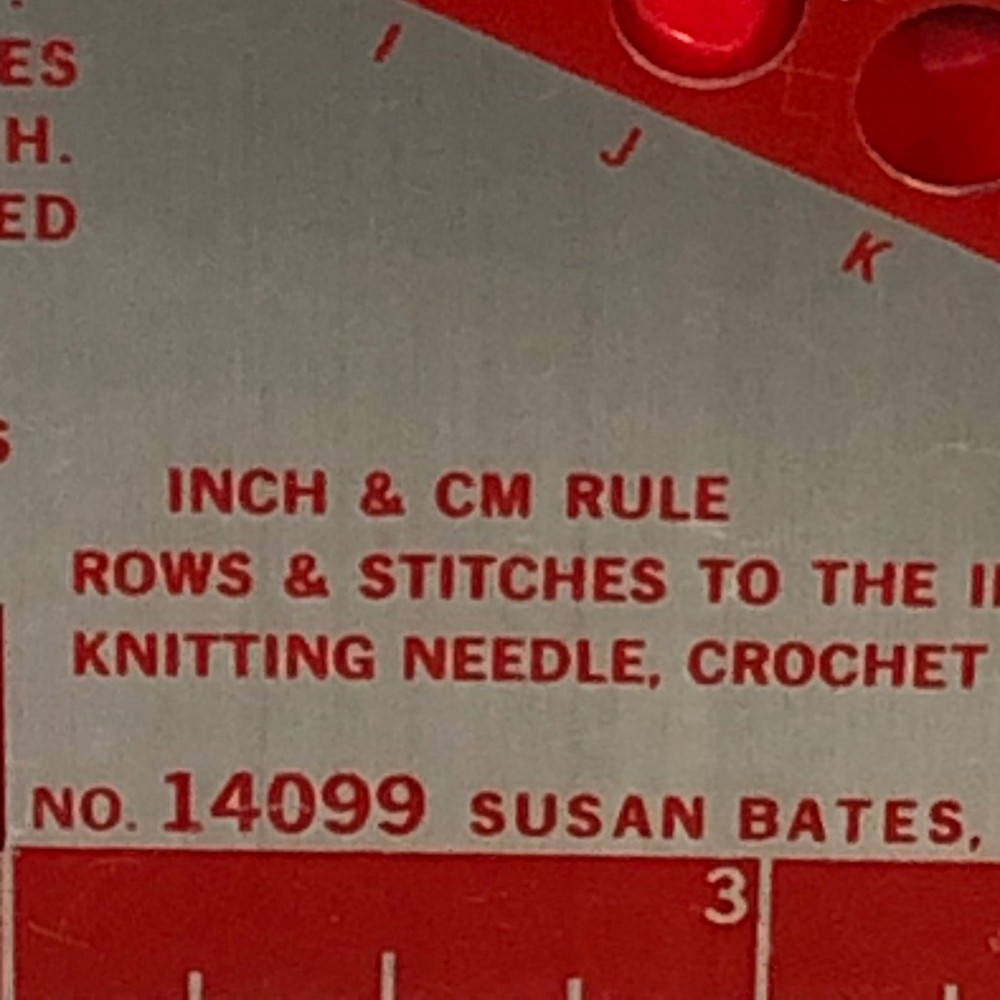 I
J
K
ES
H.
ED
S
INCH & CM RULE
ROWS & STITCHES TO THE
KNITTING NEEDLE, CROCHET
NO. 14099 SUSAN BATES,
3